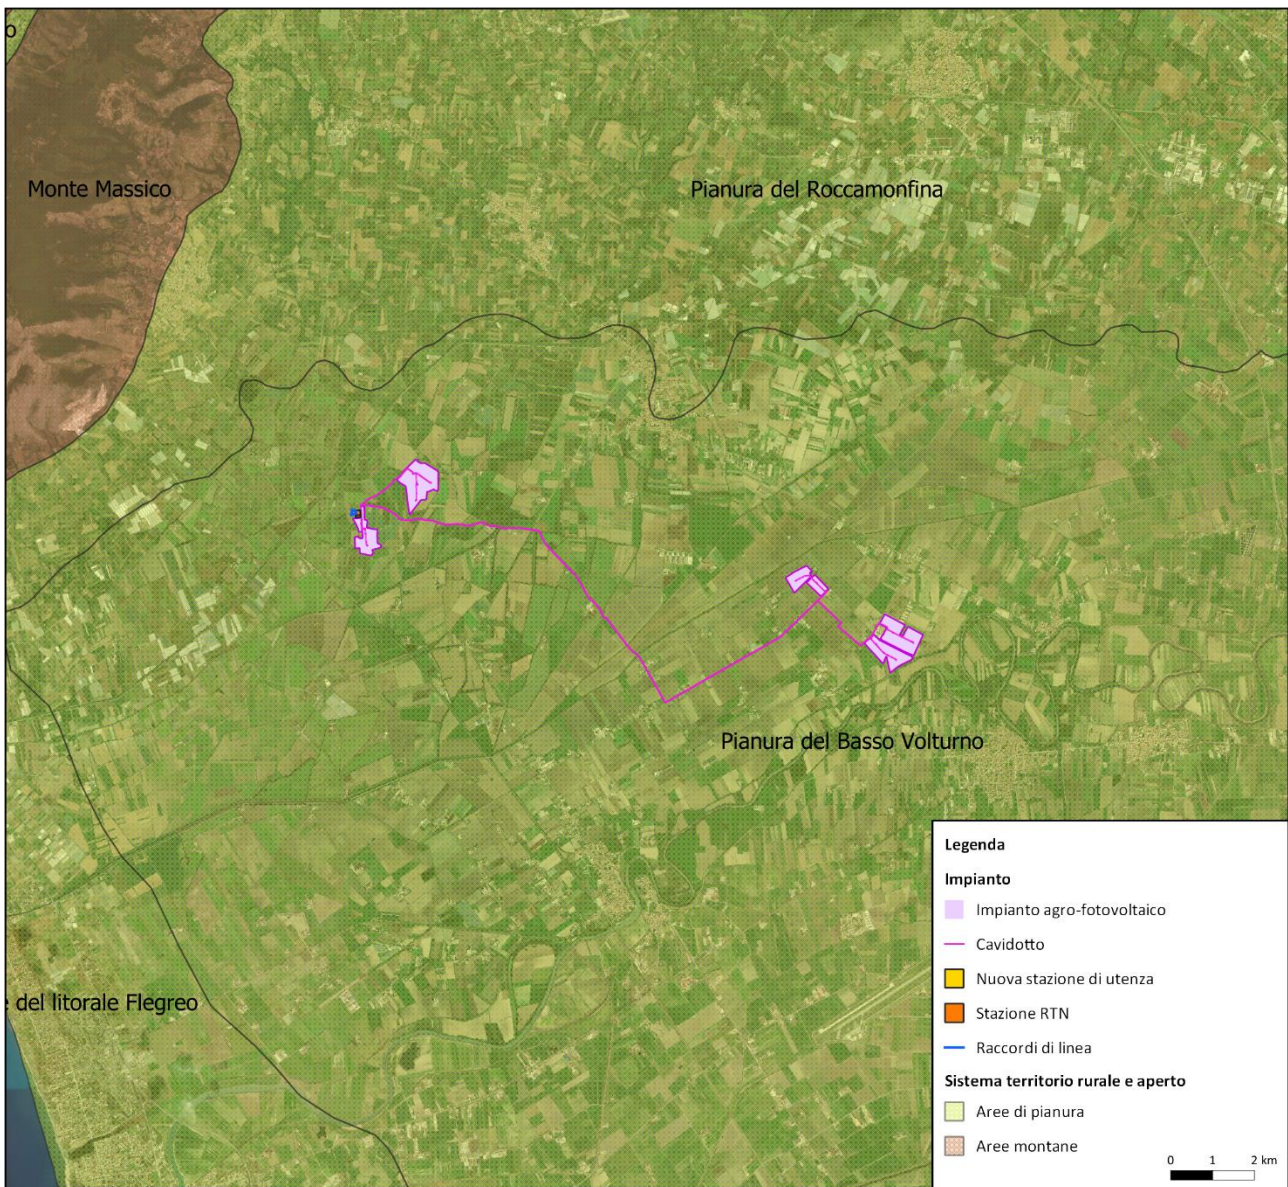 o
Monte Massico
Pianura del Roccamonfina
Pianura del Basso Volturno
e del litorale Flegreo
Legenda
Impianto
Impianto agro-fotovoltaico
Cavidotto
Nuova stazione di utenza
Stazione RTN
Raccordi di linea
Sistema territorio rurale e aperto
Aree di pianura
Aree montane
0 1 2 km